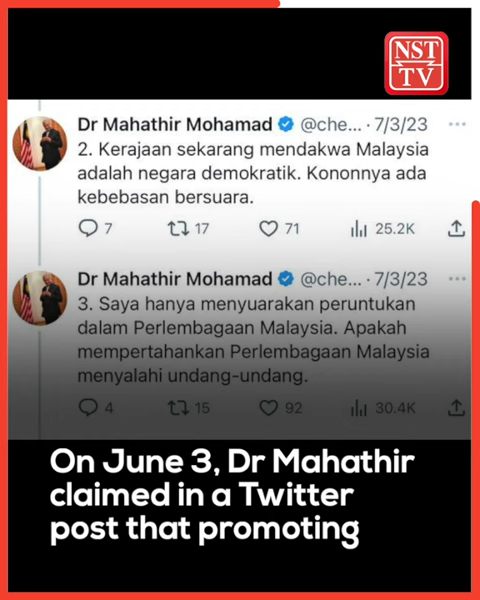 NST
TV
Dr Mahathir Mohamad @che... · 7/3/23
2. Kerajaan sekarang mendakwa Malaysia
adalah negara demokratik. Kononnya ada
kebebasan bersuara.
7 17 71 25.2K
Dr Mahathir Mohamad @che... · 7/3/23
3. Saya hanya menyuarakan peruntukan
dalam Perlembagaan Malaysia. Apakah
mempertahankan Perlembagaan Malaysia
menyalahi undang-undang.
4 15 92 30.4K
On June 3, Dr Mahathir
claimed in a Twitter
post that promoting